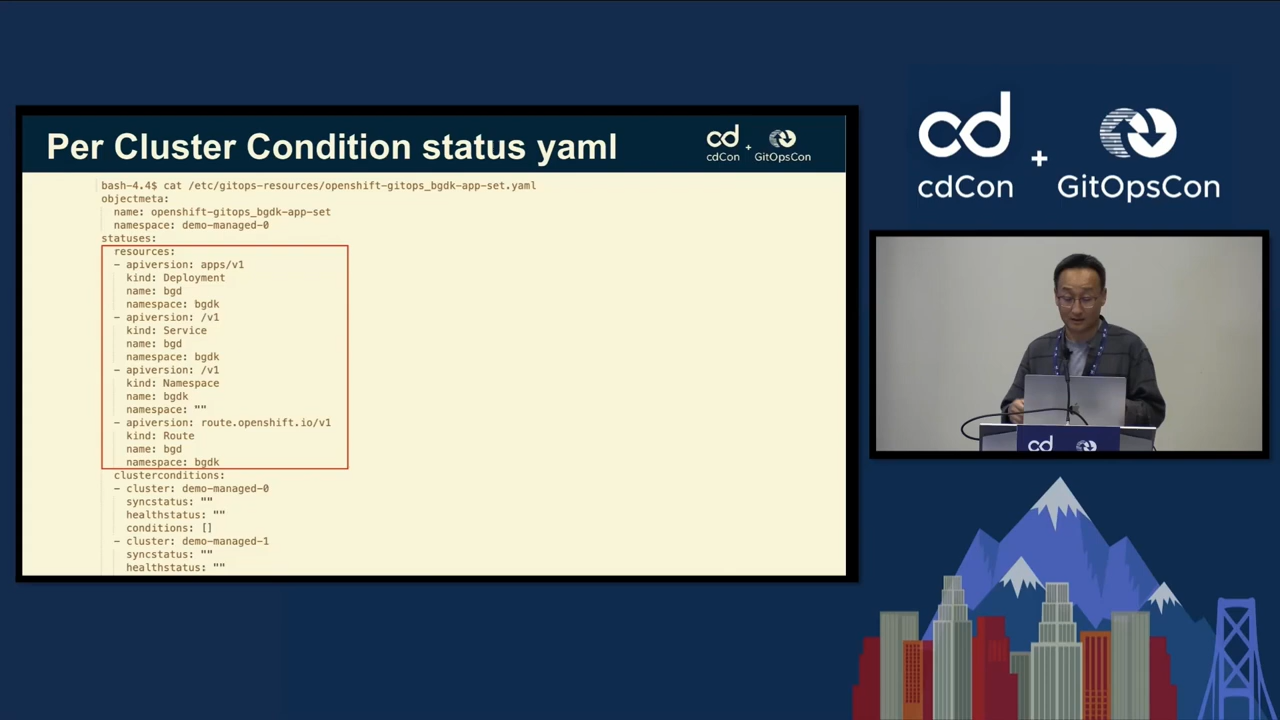 Per Cluster Condition status yaml
cd
cdCon
+
GitOpsCon
bash-4.4$ cat /etc/gitops-resources/openshift-gitops_bgdk-app-set.yaml
objectmeta:
  name: openshift-gitops_bgdk-app-set
  namespace: demo-managed-0
statuses:
  resources:
  - apiversion: apps/v1
    kind: Deployment
    name: bgd
    namespace: bgdk
  - apiversion: /v1
    kind: Service
    name: bgd
    namespace: bgdk
  - apiversion: /v1
    kind: Namespace
    name: bgdk
    namespace: ""
  - apiversion: route.openshift.io/v1
    kind: Route
    name: bgd
    namespace: bgdk
  clusterconditions:
  - cluster: demo-managed-0
    syncstatus: ""
    healthstatus: ""
    conditions: []
  - cluster: demo-managed-1
    syncstatus: ""
    healthstatus: ""
cd
cdCon
+
GitOpsCon
cd